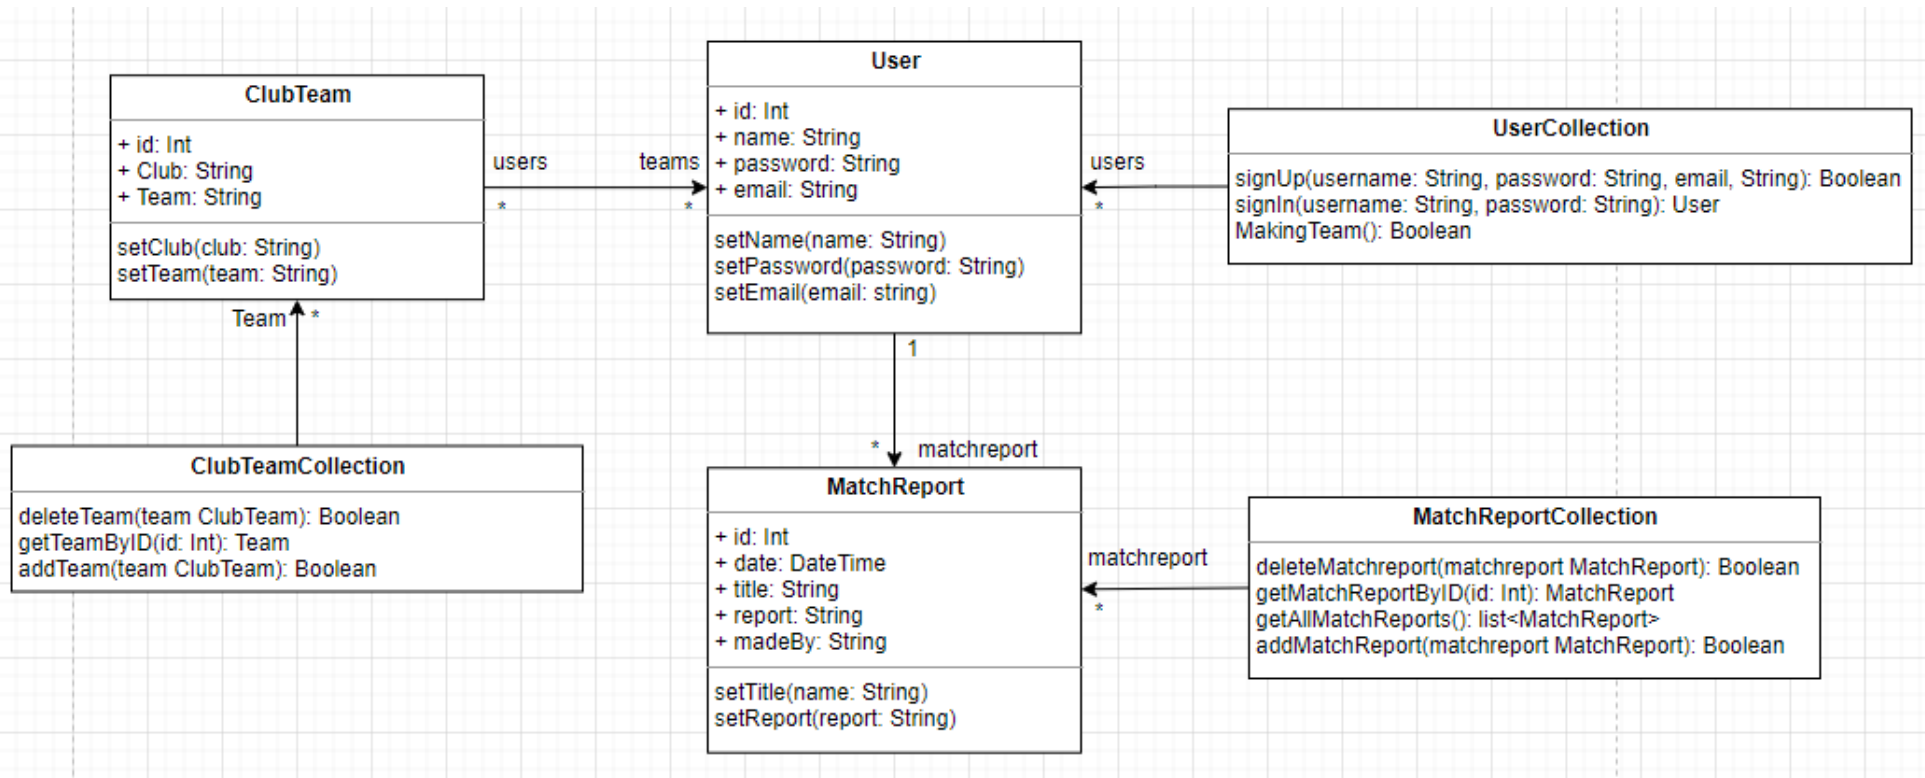 ClubTeam
+ id: Int
+ Club: String
+ Team: String
setClub(club: String)
setTeam(team: String)
users
teams
*
*
User
+ id: Int
+ name: String
+ password: String
+ email: String
setName(name: String)
setPassword(password: String)
setEmail(email: string)
users
*
UserCollection
signUp(username: String, password: String, email, String): Boolean
signIn(username: String, password: String): User
MakingTeam(): Boolean
Team
*
1
*
matchreport
ClubTeamCollection
deleteTeam(team ClubTeam): Boolean
getTeamByID(id: Int): Team
addTeam(team ClubTeam): Boolean
MatchReport
+ id: Int
+ date: DateTime
+ title: String
+ report: String
+ madeBy: String
setTitle(name: String)
setReport(report: String)
matchreport
*
MatchReportCollection
deleteMatchreport(matchreport MatchReport): Boolean
getMatchReportByID(id: Int): MatchReport
getAllMatchReports(): list<MatchReport>
addMatchReport(matchreport MatchReport): Boolean